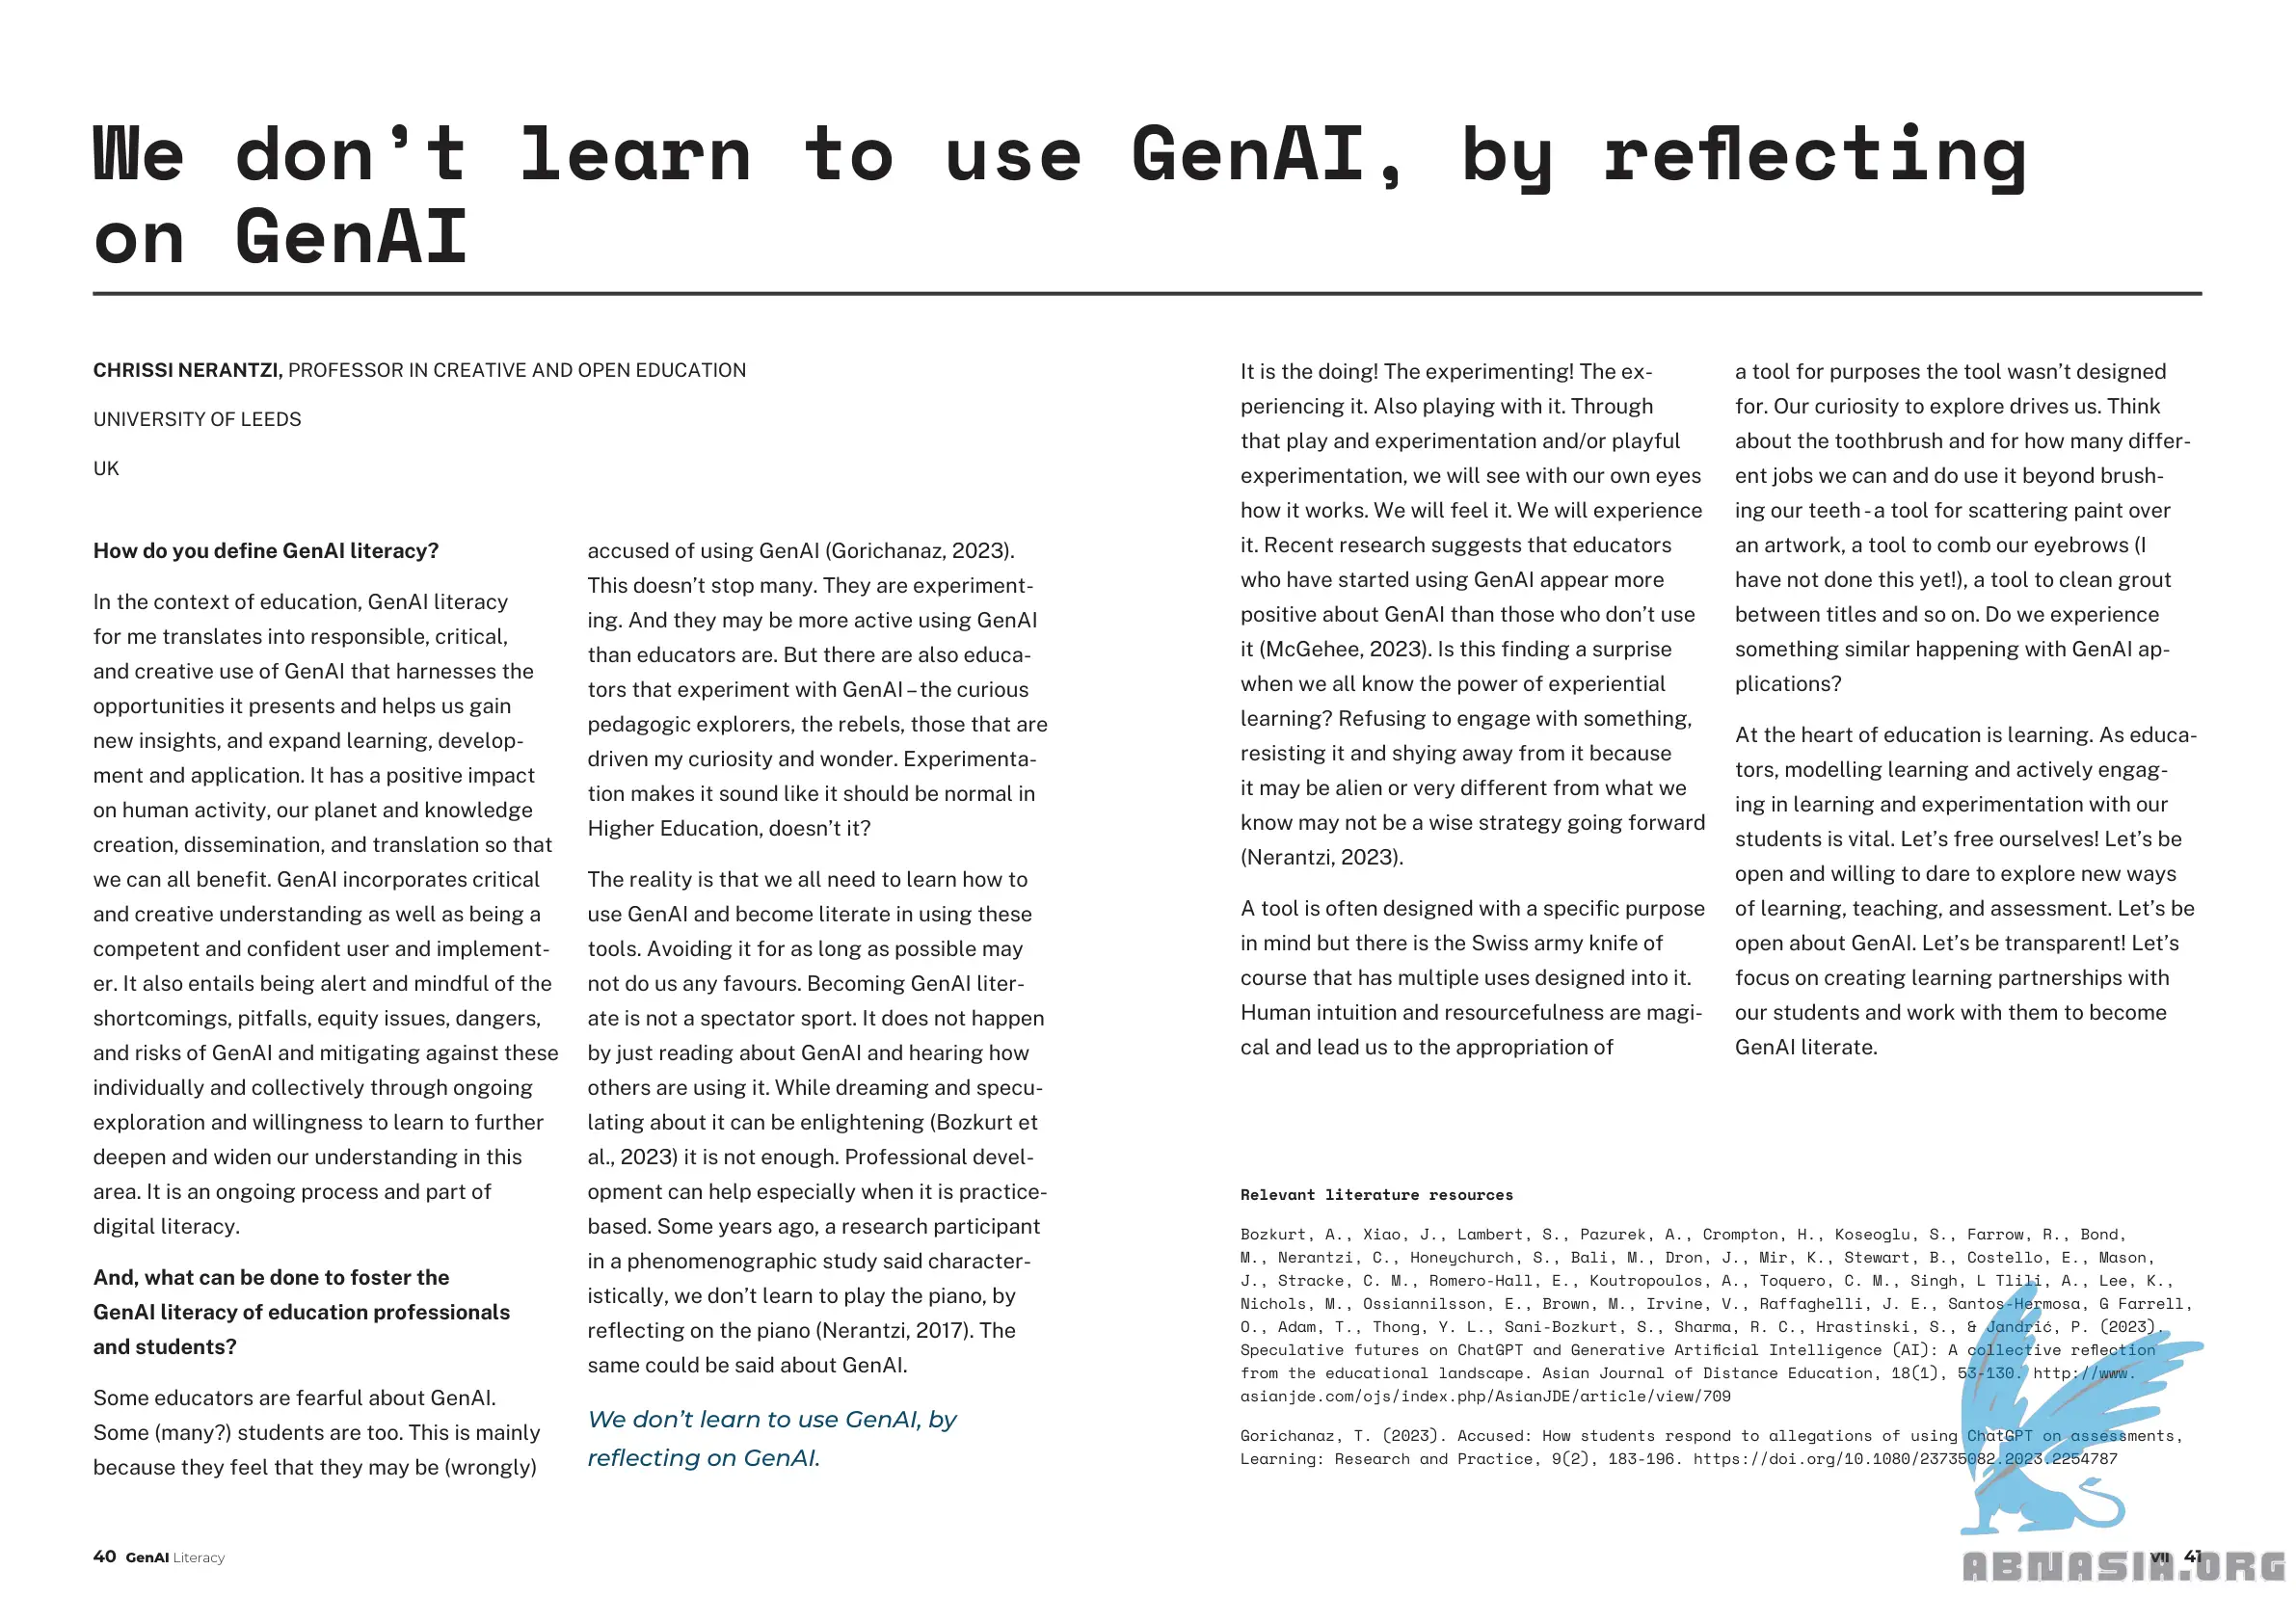 We don’t learn to use GenAI, by reflecting
on GenAI
CHRISSI NERANTZI, PROFESSOR IN CREATIVE AND OPEN EDUCATION
UNIVERSITY OF LEEDS
UK
How do you define GenAI literacy?
In the context of education, GenAI literacy
for me translates into responsible, critical,
and creative use of GenAI that harnesses the
opportunities it presents and helps us gain
new insights, and expand learning, develop-
ment and application. It has a positive impact
on human activity, our planet and knowledge
creation, dissemination, and translation so that
we can all benefit. GenAI incorporates critical
and creative understanding as well as being a
competent and confident user and implement-
er. It also entails being alert and mindful of the
shortcomings, pitfalls, equity issues, dangers,
and risks of GenAI and mitigating against these
individually and collectively through ongoing
exploration and willingness to learn to further
deepen and widen our understanding in this
area. It is an ongoing process and part of
digital literacy.
And, what can be done to foster the
GenAI literacy of education professionals
and students?
Some educators are fearful about GenAI.
Some (many?) students are too. This is mainly
because they feel that they may be (wrongly)
accused of using GenAI (Gorichanaz, 2023).
This doesn’t stop many. They are experiment-
ing. And they may be more active using GenAI
than educators are. But there are also educa-
tors that experiment with GenAI – the curious
pedagogic explorers, the rebels, those that are
driven my curiosity and wonder. Experimenta-
tion makes it sound like it should be normal in
Higher Education, doesn’t it?
The reality is that we all need to learn how to
use GenAI and become literate in using these
tools. Avoiding it for as long as possible may
not do us any favours. Becoming GenAI liter-
ate is not a spectator sport. It does not happen
by just reading about GenAI and hearing how
others are using it. While dreaming and specu-
lating about it can be enlightening (Bozkurt et
al., 2023) it is not enough. Professional devel-
opment can help especially when it is practice-
based. Some years ago, a research participant
in a phenomenographic study said character-
istically, we don’t learn to play the piano, by
reflecting on the piano (Nerantzi, 2017). The
same could be said about GenAI.
We don’t learn to use GenAI, by
reflecting on GenAI.
It is the doing! The experimenting! The ex-
periencing it. Also playing with it. Through
that play and experimentation and/or playful
experimentation, we will see with our own eyes
how it works. We will feel it. We will experience
it. Recent research suggests that educators
who have started using GenAI appear more
positive about GenAI than those who don’t use
it (McGehee, 2023). Is this finding a surprise
when we all know the power of experiential
learning? Refusing to engage with something,
resisting it and shying away from it because
it may be alien or very different from what we
know may not be a wise strategy going forward
(Nerantzi, 2023).
A tool is often designed with a specific purpose
in mind but there is the Swiss army knife of
course that has multiple uses designed into it.
Human intuition and resourcefulness are magi-
cal and lead us to the appropriation of
a tool for purposes the tool wasn’t designed
for. Our curiosity to explore drives us. Think
about the toothbrush and for how many differ-
ent jobs we can and do use it beyond brush-
ing our teeth - a tool for scattering paint over
an artwork, a tool to comb our eyebrows (I
have not done this yet!), a tool to clean grout
between titles and so on. Do we experience
something similar happening with GenAI ap-
plications?
At the heart of education is learning. As educa-
tors, modelling learning and actively engag-
ing in learning and experimentation with our
students is vital. Let’s free ourselves! Let’s be
open and willing to dare to explore new ways
of learning, teaching, and assessment. Let’s be
open about GenAI. Let’s be transparent! Let’s
focus on creating learning partnerships with
our students and work with them to become
GenAI literate.
Relevant literature resources
Bozkurt, A., Xiao, J., Lambert, S., Pazurek, A., Crompton, H., Koseoglu, S., Farrow, R., Bond,
M., Nerantzi, C., Honeychurch, S., Bali, M., Dron, J., Mir, K., Stewart, B., Costello, E., Mason,
J., Stracke, C. M., Romero-Hall, E., Koutropoulos, A., Toquero, C. M., Singh, L Tlili, A., Lee, K.,
Nichols, M., Ossiannilsson, E., Brown, M., Irvine, V., Raffaghelli, J. E., Santos-Hermosa, G Farrell,
O., Adam, T., Thong, Y. L., Sani-Bozkurt, S., Sharma, R. C., Hrastinski, S., & Jandrić, P. (2023).
Speculative futures on ChatGPT and Generative Artificial Intelligence (AI): A collective reflection
from the educational landscape. Asian Journal of Distance Education, 18(1), 53-130. http://www.
asianjde.com/ojs/index.php/AsianJDE/article/view/709
Gorichanaz, T. (2023). Accused: How students respond to allegations of using ChatGPT on assessments,
Learning: Research and Practice, 9(2), 183-196. https://doi.org/10.1080/23735082.2023.2254787
40 GenAI Literacy
VII 41
ABNASIA.ORG